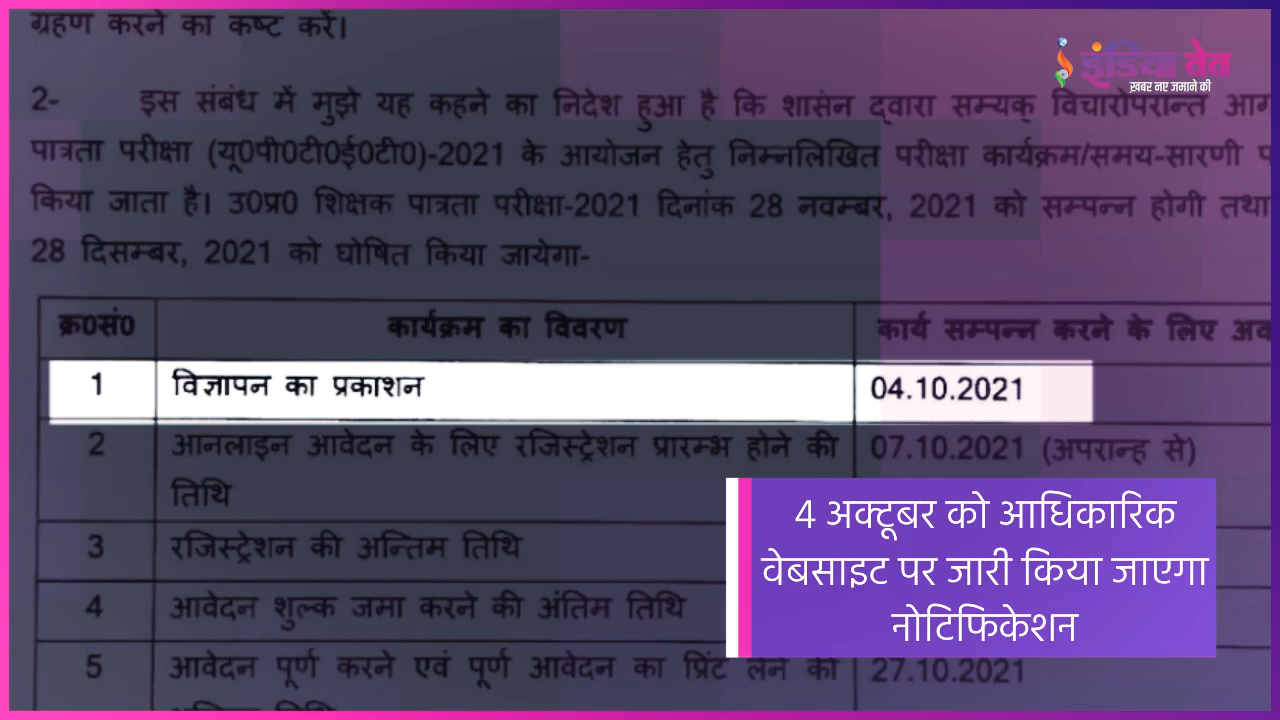 ग्रहण करने का कष्ट करें।
इंडिया तेव
ख़बर नए ज़माने की
2- इस संबंध में मुझे यह कहने का निदेश हुआ है कि शासंन द्वारा सम्यक् विचारोपरान्त
पात्रता परीक्षा (यू0पी0टी0ई0टी0)-2021 के आयोजन हेतु निम्नलिखित परीक्षा कार्यक्रम/समय-सारणी
किया जाता है। उ0प्र0 शिक्षक पात्रता परीक्षा-2021 दिनांक 28 नवम्बर, 2021 को सम्पन्न होगी तथा
28 दिसम्बर, 2021 को घोषित किया जायेगा-
क्र0सं0 कार्यक्रम का विवरण कार्य सम्पन्न करने के लिए
1 विज्ञापन का प्रकाशन 04.10.2021
2 आनलाइन आवेदन के लिए रजिस्ट्रेशन प्रारम्भ होने की 07.10.2021 (अपरान्ह से)
तिथि
3 रजिस्ट्रेशन की अन्तिम तिथि
4 आवेदन शुल्क जमा करने की अंतिम तिथि
5 आवेदन पूर्ण करने एवं पूर्ण आवेदन का प्रिंट लेने की 27.10.2021
4 अक्टूबर को आधिकारिक
वेबसाइट पर जारी किया जाएगा
नोटिफिकेशन